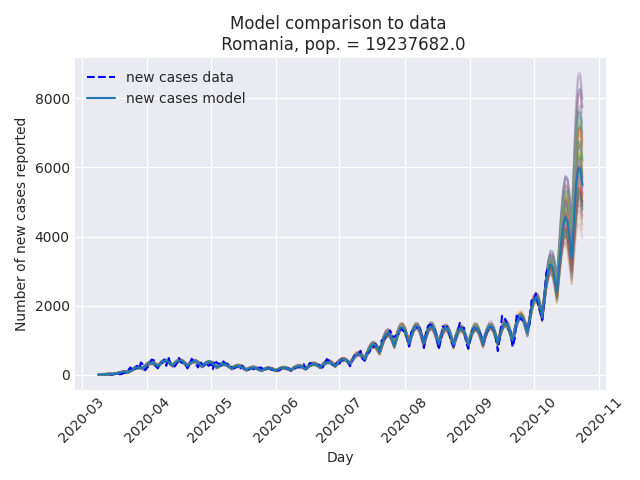 Model comparison to data
Romania, pop. = 19237682.0
new cases data
new cases model
Number of new cases reported
8000
6000
4000
2000
0
2020-03
2020-04
2020-05
2020-06
2020-07
2020-08
2020-09
2020-10
2020-11
Day